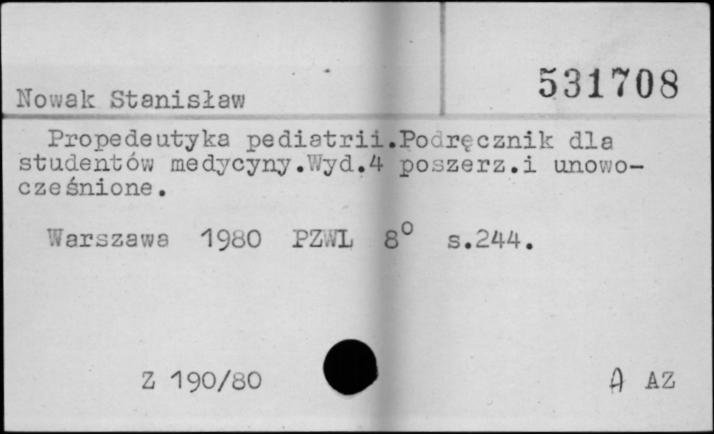 531708
Nowak Stanisław
Propedeutyka pediatrii.Podręcznik dla
studentów medycyny.Wyd.4 poszerz.i unowo-
cześnione.
Warszawa 1980 PZWL 8° s.244.
Z 190/80
A AZ